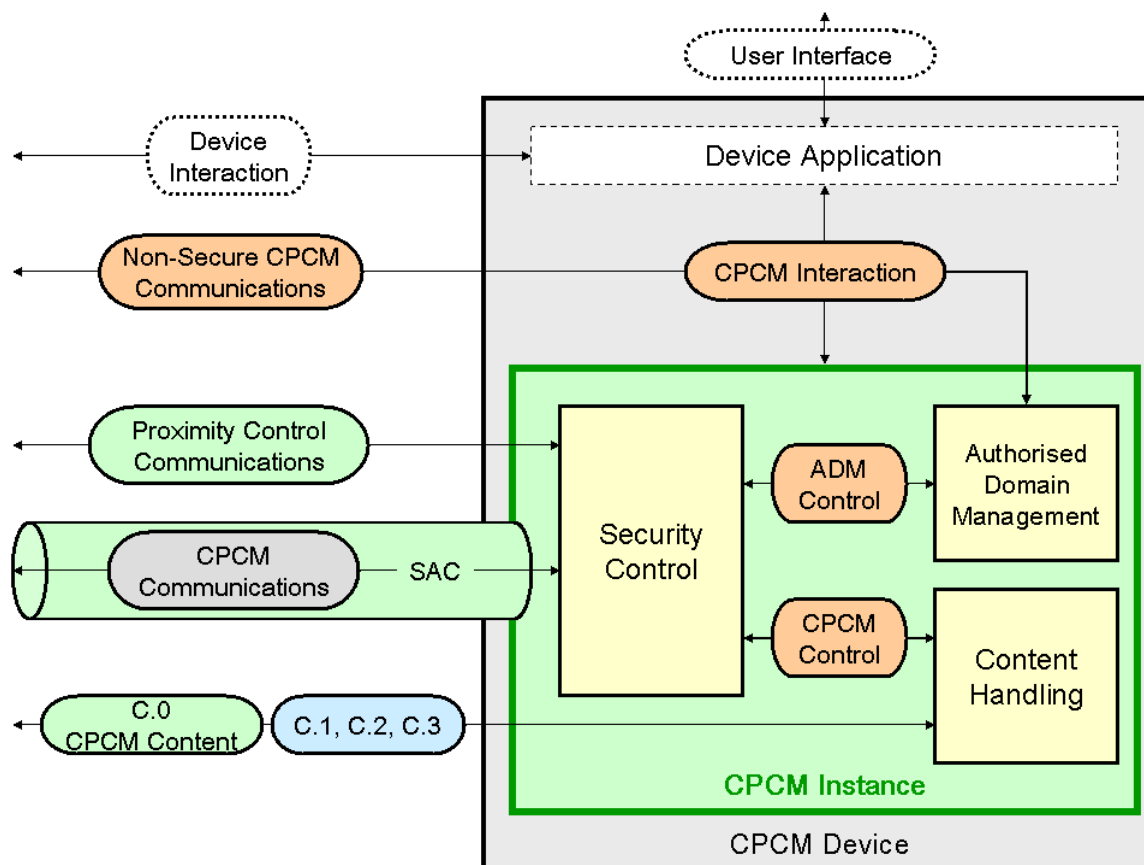 User Interface
Device
Interaction
Device Application
Non-Secure CPCM
Communications
CPCM Interaction
Proximity Control
Communications
ADM
Control
Authorised
Domain
Management
CPCM
Communications
SAC
Security
Control
CPCM
Control
Content
Handling
C.0
CPCM Content
C.1, C.2, C.3
CPCM Instance
CPCM Device